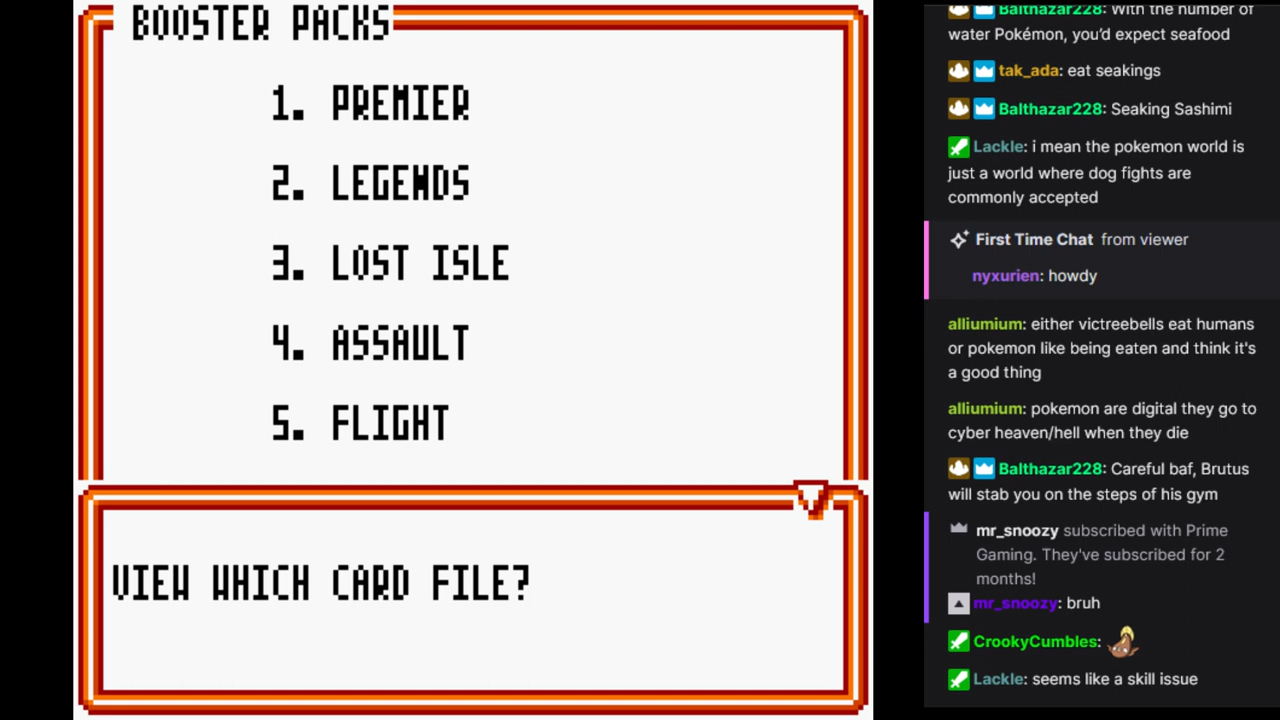 BOOSTER PACKS
1. PREMIER
2. LEGENDS
3. LOST ISLE
4. ASSAULT
5. FLIGHT
VIEW WHICH CARD FILE?
Balthazar228: With the number of
water Pokémon, you'd expect seafood
tak_ada: eat seakings
Balthazar228: Seaking Sashimi
Lackle: i mean the pokemon world is
just a world where dog fights are
commonly accepted
First Time Chat from viewer
nyxurien: howdy
alliumium: either victreebells eat humans
or pokemon like being eaten and think it's
a good thing
alliumium: pokemon are digital they go to
cyber heaven/hell when they die
Balthazar228: Careful baf, Brutus
will stab you on the steps of his gym
mr_snoozy subscribed with Prime
Gaming. They've subscribed for 2
months!
mr_snoozy: bruh
CrookyCumbles:
Lackle: seems like a skill issue